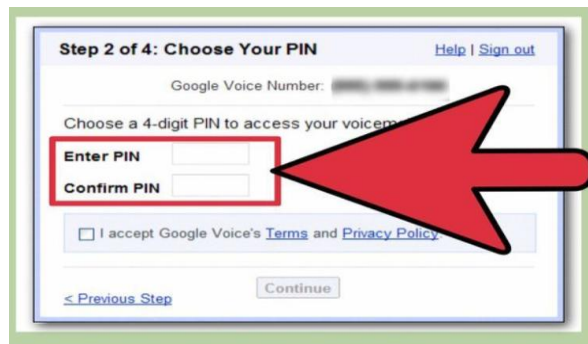 Step 2 of 4: Choose Your PIN Help | Sign out
Google Voice Number:
Choose a 4-digit PIN to access your
Enter PIN
Confirm PIN
I accept Google Voice's Terms and Privacy Policy.
< Previous Step Continue